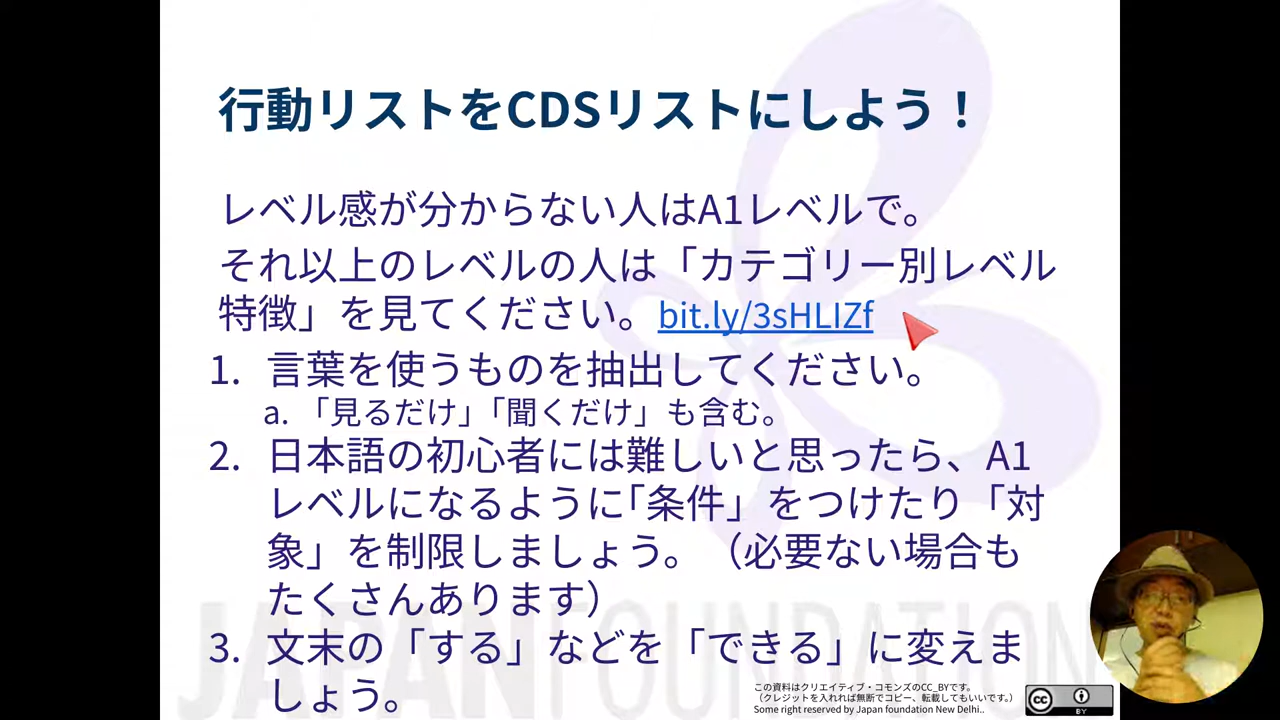 行動リストをCDSリストにしよう！
レベル感が分からない人はA1レベルで。
それ以上のレベルの人は「カテゴリー別レベル
特徴」を見てください。bit.ly/3sHLIZf
1. 言葉を使うものを抽出してください。
a. 「見るだけ」「聞くだけ」も含む。
2. 日本語の初心者には難しいと思ったら、A1
レベルになるように「条件」をつけたり「対
象」を制限しましょう。（必要ない場合も
たくさんあります）
3. 文末の「する」などを「できる」に変えま
しょう。
JAPANFOUNDATION
この資料はクリエイティブ・コモンズのCC_BYです。
（クレジットを入れれば無断でコピー、転載してもいいです。）
Some right reserved by Japan foundation New Delhi..
cc
BY